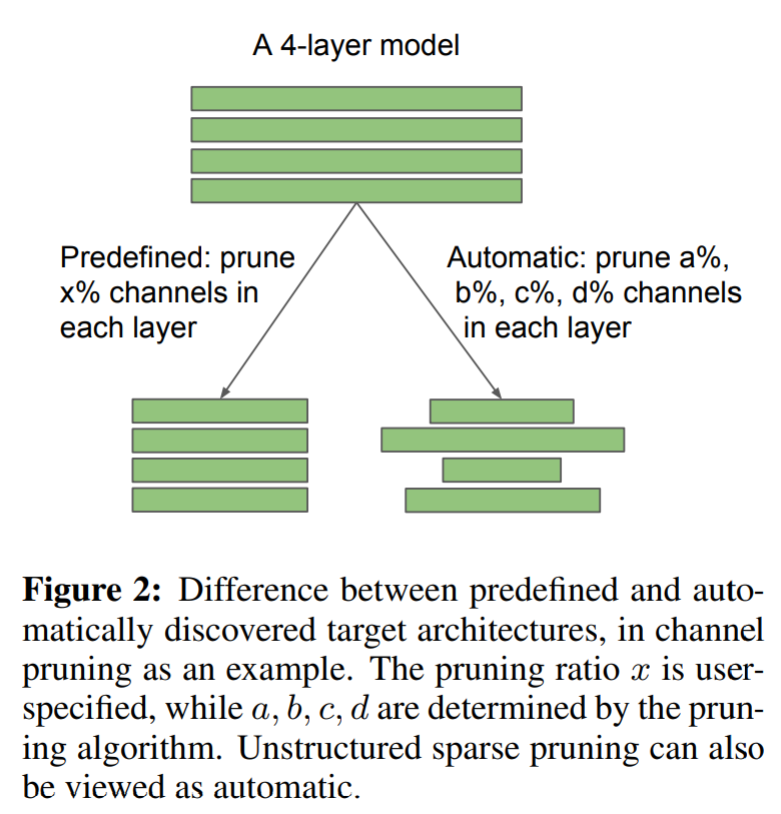 A 4-layer model
Predefined: prune
x% channels in
each layer
Automatic: prune a%,
b%, c%, d% channels
in each layer
Figure 2: Difference between predefined and auto-
matically discovered target architectures, in channel
pruning as an example. The pruning ratio x is user-
specified, while a, b, c, d are determined by the prun-
ing algorithm. Unstructured sparse pruning can also
be viewed as automatic.